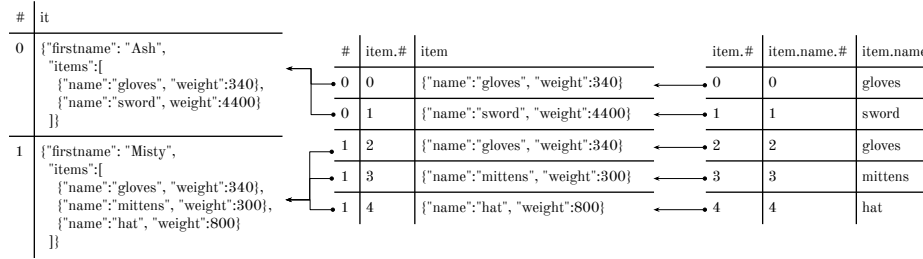 # it
0 {"firstname": "Ash",
"items":[
{"name":"gloves", "weight":340},
{"name":"sword", weight":4400}
]}
1 {"firstname": "Misty",
"items":[
{"name":"gloves", "weight":340},
{"name":"mittens", "weight":300},
{"name":"hat", "weight":800}
]}
# item.# item
0 0 {"name":"gloves", "weight":340}
0 1 {"name":"sword", "weight":4400}
1 2 {"name":"gloves", "weight":340}
1 3 {"name":"mittens", "weight":300}
1 4 {"name":"hat", "weight":800}
item.# item.name.# item.name
0 0 gloves
1 1 sword
2 2 gloves
3 3 mittens
4 4 hat